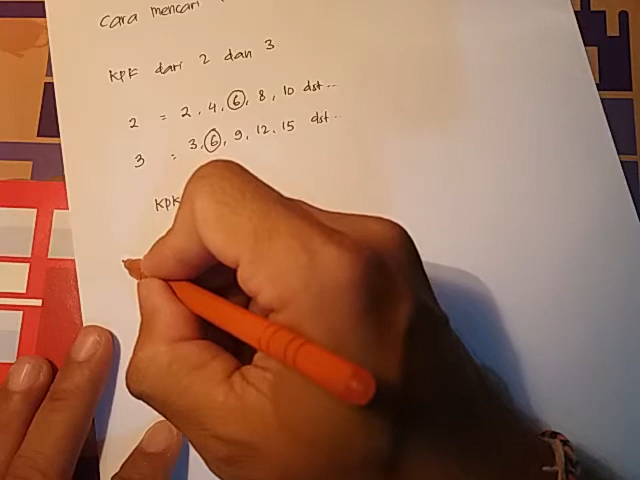 Cara mencari
KPK dari 2 dan 3
2 = 2, 4, 6, 8, 10 dst...
3 = 3, 6, 9, 12, 15 dst...
KPK